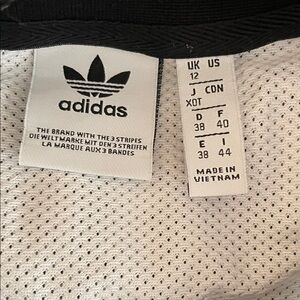 adidas
THE BRAND WITH THE 3 STRIPES
DIE WELTMARKE MIT DEN 3 STREIFEN
LA MARQUE AUX 3 BANDES
UK US
12
J CDN
XOT
D F
38 40
E I
38 44
MADE IN
VIETNAM